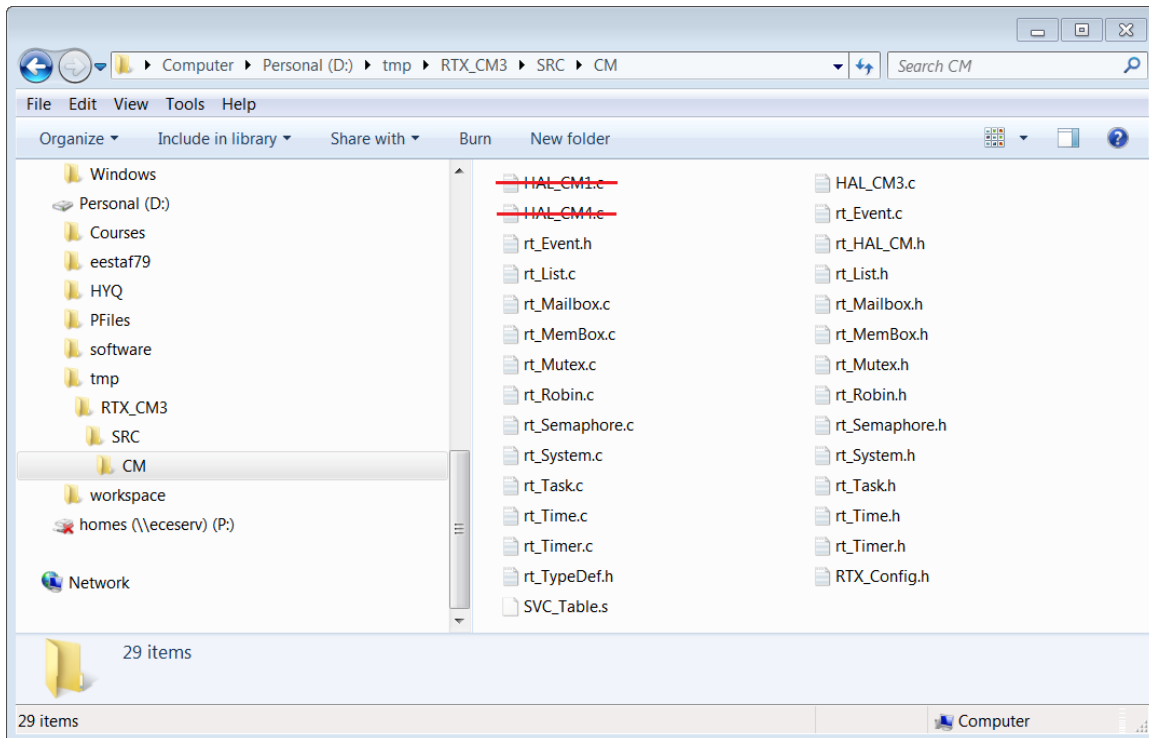 Computer Personal (D:) tmp RTX_CM3 SRC CM Search CM
File Edit View Tools Help
Organize Include in library Share with Burn New folder
Windows
Personal (D:)
Courses
eestaf79
HYQ
PFiles
software
tmp
RTX_CM3
SRC
CM
workspace
homes (\\eceserv) (P:)
Network
HAL_CM1.c HAL_CM3.c
HAL_CM4.c rt_Event.c
rt_Event.h rt_HAL_CM.h
rt_List.c rt_List.h
rt_Mailbox.c rt_Mailbox.h
rt_MemBox.c rt_MemBox.h
rt_Mutex.c rt_Mutex.h
rt_Robin.c rt_Robin.h
rt_Semaphore.c rt_Semaphore.h
rt_System.c rt_System.h
rt_Task.c rt_Task.h
rt_Time.c rt_Time.h
rt_Timer.c rt_Timer.h
rt_TypeDef.h RTX_Config.h
SVC_Table.s
29 items
29 items Computer